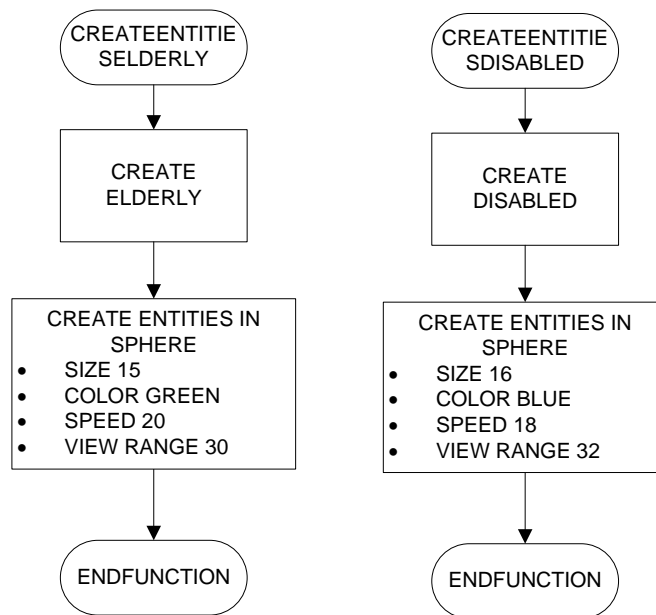 CREATEENTITIE
SELDERLY
CREATE
ELDERLY
CREATE ENTITIES IN
SPHERE
• SIZE 15
• COLOR GREEN
• SPEED 20
• VIEW RANGE 30
ENDFUNCTION
CREATEENTITIE
SDISABLED
CREATE
DISABLED
CREATE ENTITIES IN
SPHERE
• SIZE 16
• COLOR BLUE
• SPEED 18
• VIEW RANGE 32
ENDFUNCTION